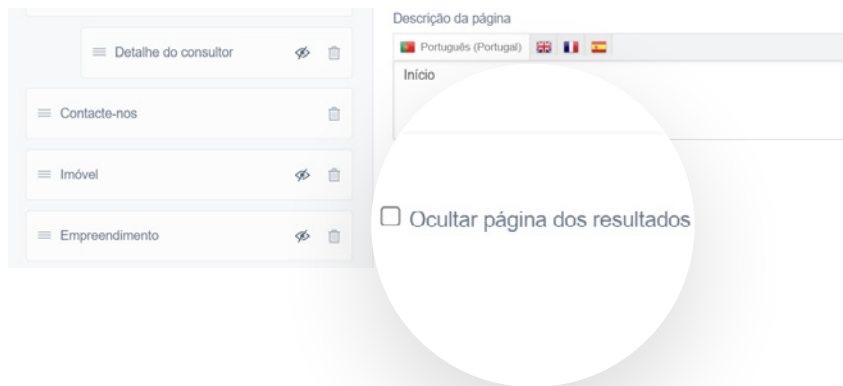 Detalhe do consultor
Contacte-nos
Imóvel
Empreendimento
Descrição da página
Português (Portugal)
Início
Ocultar página dos resultados